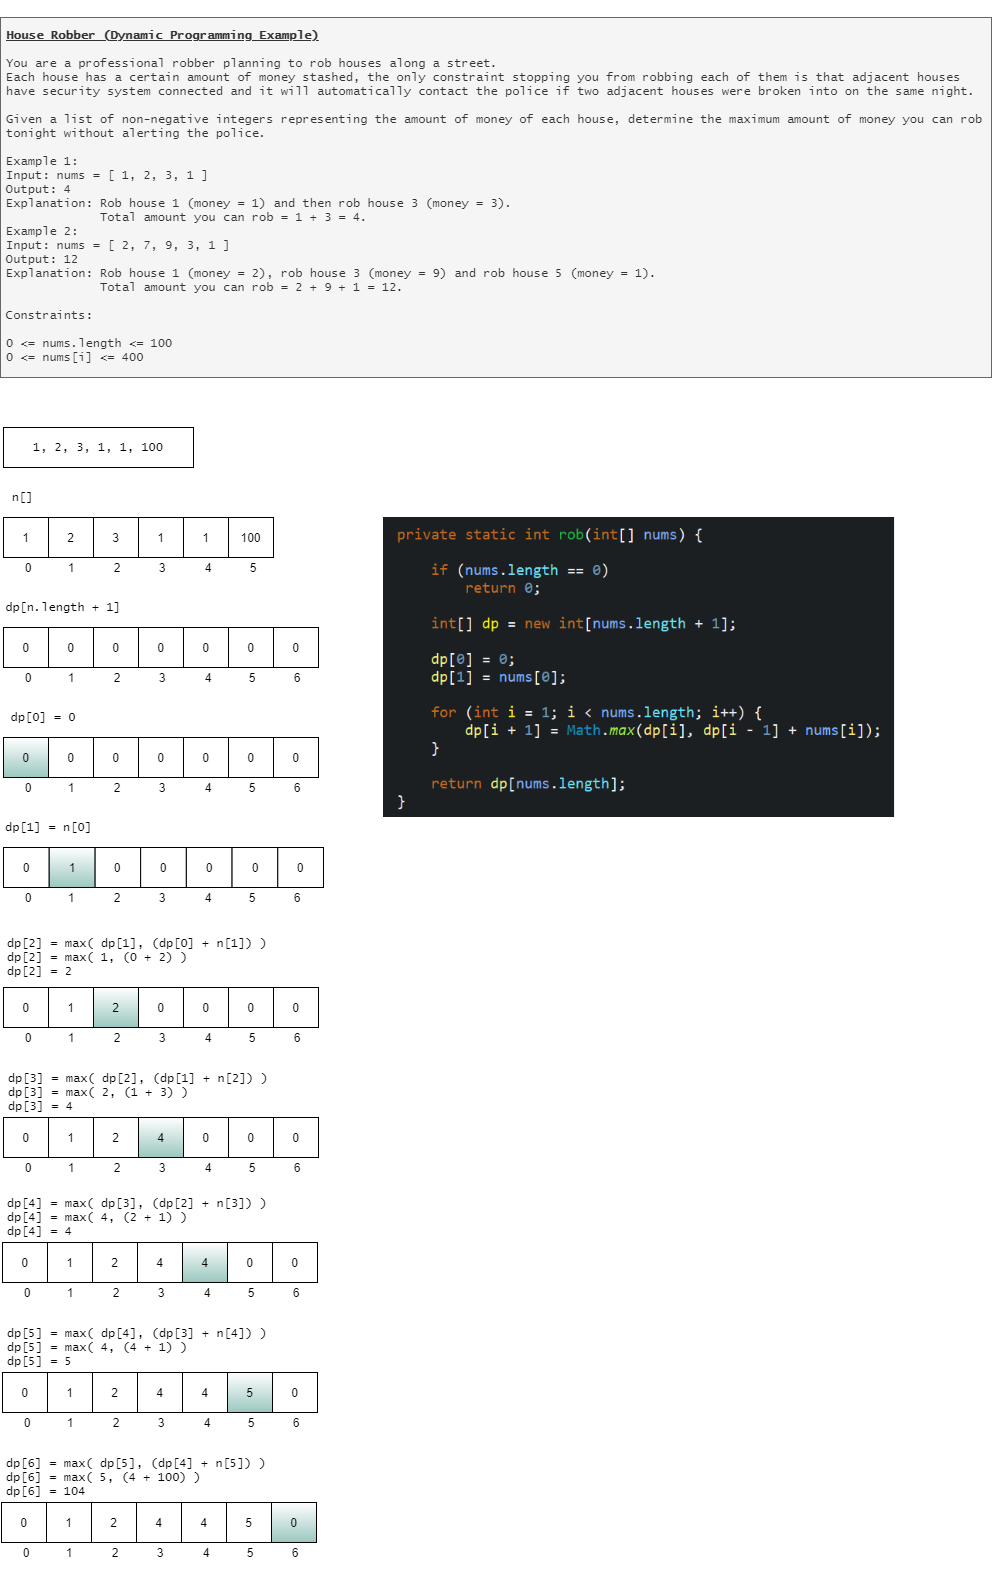 House Robber (Dynamic Programming Example)
You are a professional robber planning to rob houses along a street.
Each house has a certain amount of money stashed, the only constraint stopping you from robbing each of them is that adjacent houses
have security system connected and it will automatically contact the police if two adjacent houses were broken into on the same night.
Given a list of non-negative integers representing the amount of money of each house, determine the maximum amount of money you can rob
tonight without alerting the police.
Example 1:
Input: nums = [ 1, 2, 3, 1 ]
Output: 4
Explanation: Rob house 1 (money = 1) and then rob house 3 (money = 3).
Total amount you can rob = 1 + 3 = 4.
Example 2:
Input: nums = [ 2, 7, 9, 3, 1 ]
Output: 12
Explanation: Rob house 1 (money = 2), rob house 3 (money = 9) and rob house 5 (money = 1).
Total amount you can rob = 2 + 9 + 1 = 12.
Constraints:
0 <= nums.length <= 100
0 <= nums[i] <= 400
1, 2, 3, 1, 1, 100
n[]
1 2 3 1 1 100
0 1 2 3 4 5
dp[n.length + 1]
0 0 0 0 0 0 0
0 1 2 3 4 5 6
dp[0] = 0
0 0 0 0 0 0 0
0 1 2 3 4 5 6
dp[1] = n[0]
0 1 0 0 0 0 0
0 1 2 3 4 5 6
dp[2] = max( dp[1], (dp[0] + n[1]) )
dp[2] = max( 1, (0 + 2) )
dp[2] = 2
0 1 2 0 0 0 0
0 1 2 3 4 5 6
dp[3] = max( dp[2], (dp[1] + n[2]) )
dp[3] = max( 2, (1 + 3) )
dp[3] = 4
0 1 2 4 0 0 0
0 1 2 3 4 5 6
dp[4] = max( dp[3], (dp[2] + n[3]) )
dp[4] = max( 4, (2 + 1) )
dp[4] = 4
0 1 2 4 4 0 0
0 1 2 3 4 5 6
dp[5] = max( dp[4], (dp[3] + n[4]) )
dp[5] = max( 4, (4 + 1) )
dp[5] = 5
0 1 2 4 4 5 0
0 1 2 3 4 5 6
dp[6] = max( dp[5], (dp[4] + n[5]) )
dp[6] = max( 5, (4 + 100) )
dp[6] = 104
0 1 2 4 4 5 0
0 1 2 3 4 5 6
private static int rob(int[] nums) {
if (nums.length == 0)
return 0;
int[] dp = new int[nums.length + 1];
dp[0] = 0;
dp[1] = nums[0];
for (int i = 1; i < nums.length; i++) {
dp[i + 1] = Math.max(dp[i], dp[i - 1] + nums[i]);
}
return dp[nums.length];
}